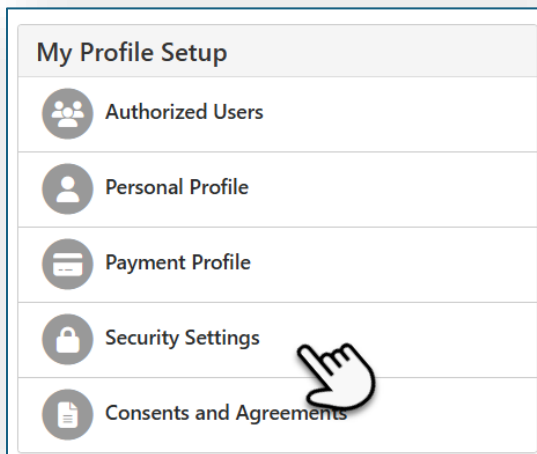 My Profile Setup
Authorized Users
Personal Profile
Payment Profile
Security Settings
Consents and Agreements